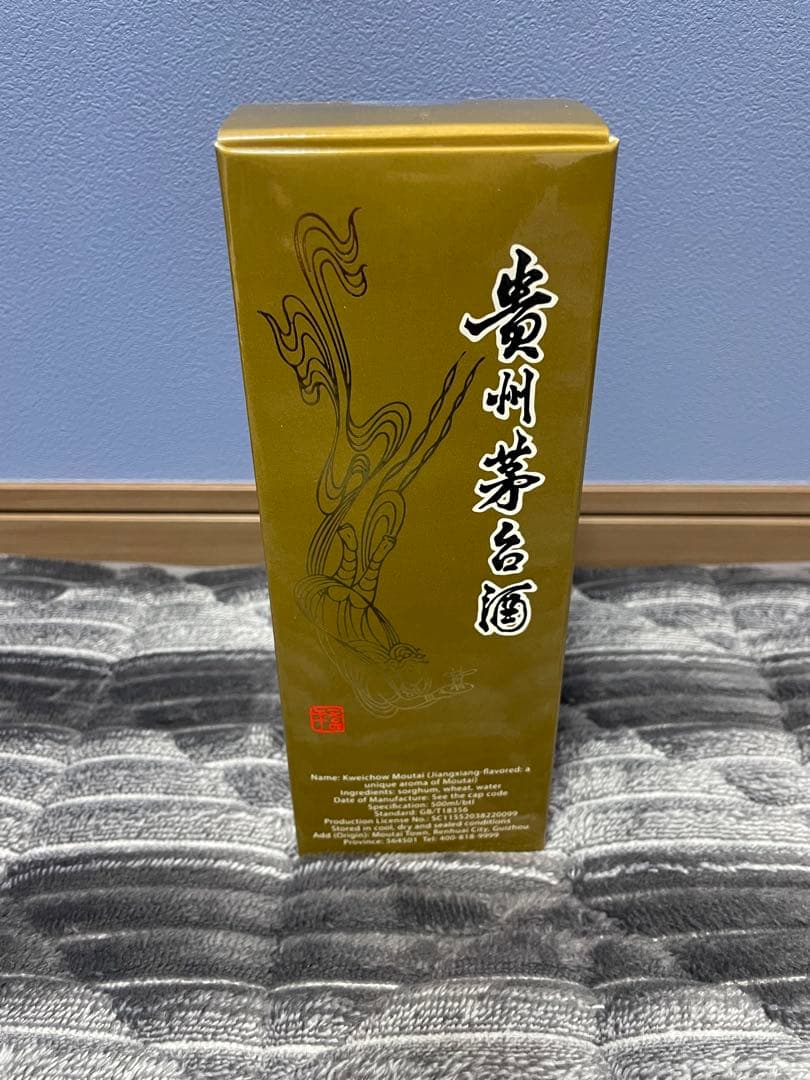 貴州茅台酒
Name: Kweichow Moutai (Jiangxiang-flavored: a
unique aroma of Moutai)
Ingredients: sorghum, wheat, water
Date of Manufacture: See the cap code
Specification: 500ml/btl
Standard: GB/T18356
Production License No.: SC11552038220099
Stored in cool, dry and sealed conditions
Add (Origin): Moutai Town, Renhuai City, Guizhou
Province: 564501 Tel: 400-818-9999